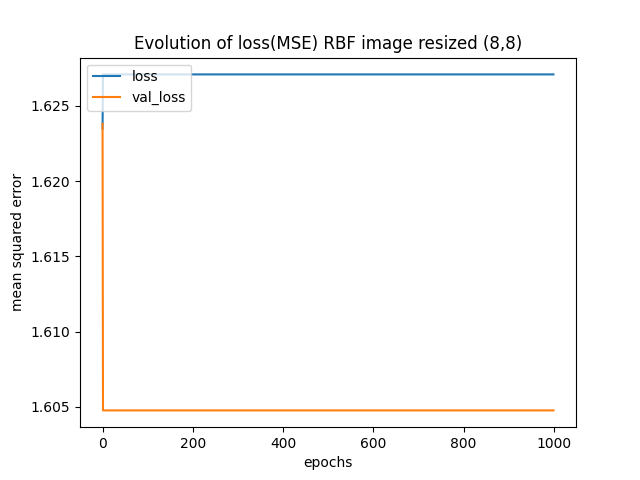 Evolution of loss(MSE) RBF image resized (8,8)
loss
val_loss
1.625
1.620
1.615
1.610
1.605
mean squared error
0 200 400 600 800 1000
epochs